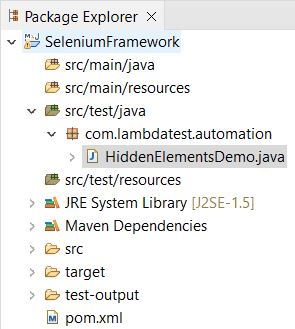 Package Explorer
SeleniumFramework
src/main/java
src/main/resources
src/test/java
com.lambdatest.automation
HiddenElementsDemo.java
src/test/resources
JRE System Library [J2SE-1.5]
Maven Dependencies
src
target
test-output
pom.xml